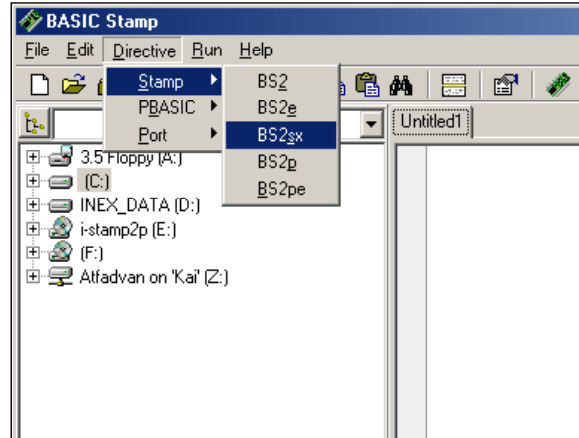 BASIC Stamp
File Edit Directive Run Help
Stamp BS2
PBASIC BS2e
Port BS2sx
BS2p
BS2pe
Untitled1
3.5 Floppy (A:)
(C:)
INEX_DATA (D:)
i-stamp2p (E:)
(F:)
Atfadvan on 'Kai' (Z:)